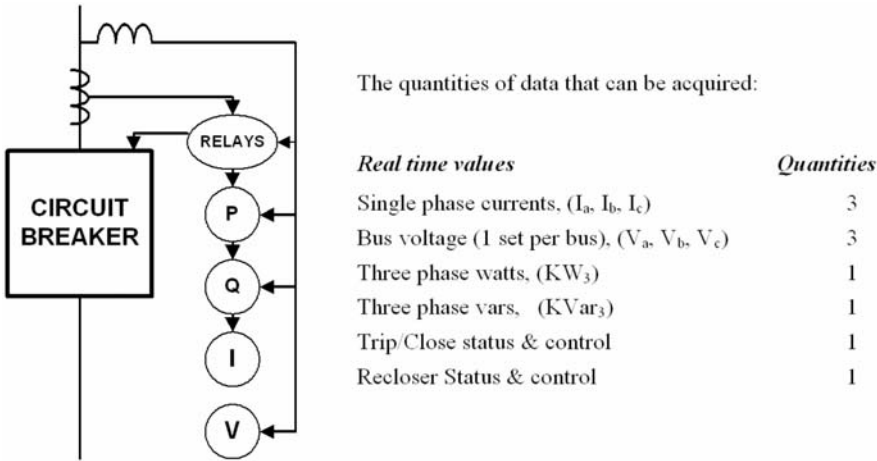 RELAYS
CIRCUIT
BREAKER
P
Q
I
V
The quantities of data that can be acquired:
Real time values Quantities
Single phase currents, (Ia, Ib, Ic) 3
Bus voltage (1 set per bus), (Va, Vb, Vc) 3
Three phase watts, (KW3) 1
Three phase vars, (KVar3) 1
Trip/Close status & control 1
Recloser Status & control 1